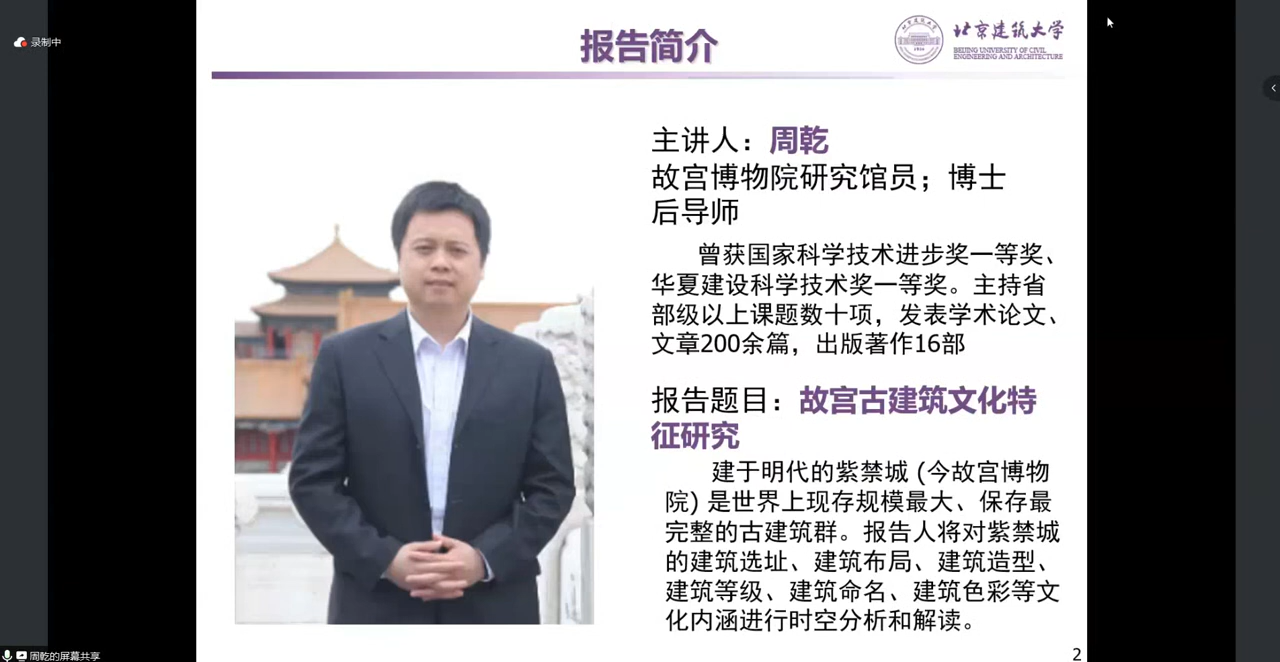 录制中
报告简介
北京建筑大学
BEIJING UNIVERSITY OF CIVIL
ENGINEERING AND ARCHITECTURE
主讲人：周乾
故宫博物院研究馆员；博士
后导师
曾获国家科学技术进步奖一等奖、
华夏建设科学技术奖一等奖。主持省
部级以上课题数十项，发表学术论文、
文章200余篇，出版著作16部
报告题目：故宫古建筑文化特
征研究
建于明代的紫禁城 (今故宫博物
院) 是世界上现存规模最大、保存最
完整的古建筑群。报告人将对紫禁城
的建筑选址、建筑布局、建筑造型、
建筑等级、建筑命名、建筑色彩等文
化内涵进行时空分析和解读。
2
周乾的屏幕共享